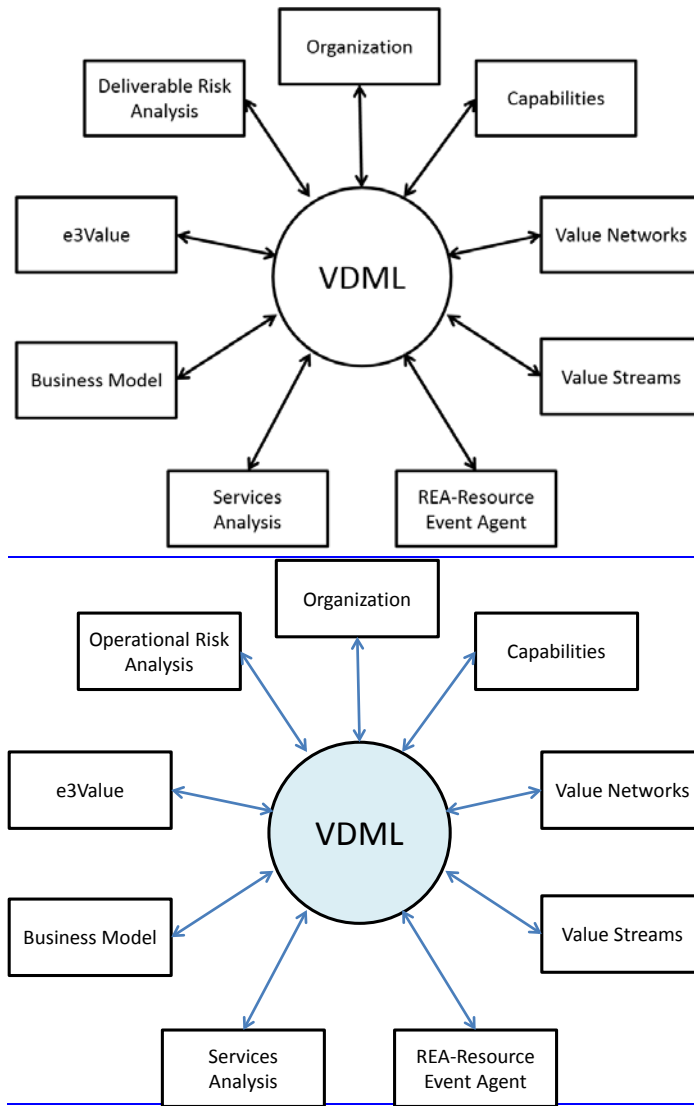 Organization
Deliverable Risk
Analysis
Capabilities
e3Value
Value Networks
VDML
Business Model
Value Streams
Services
Analysis
REA-Resource
Event Agent
Organization
Operational Risk
Analysis
Capabilities
e3Value
Value Networks
VDML
Business Model
Value Streams
Services
Analysis
REA-Resource
Event Agent